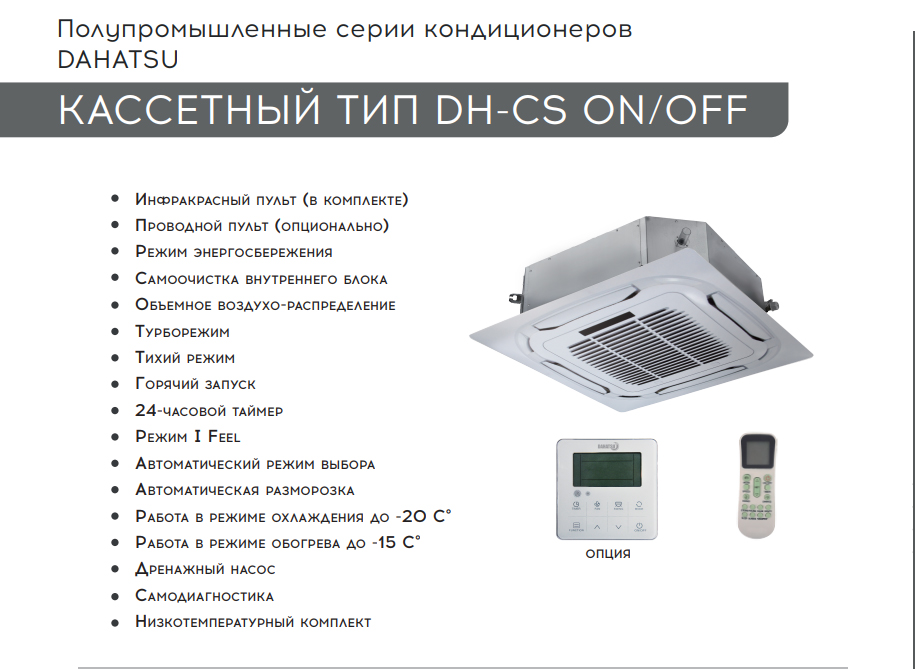 Полупромышленные серии кондиционеров
DAHATSU
КАССЕТНЫЙ ТИП DH-CS ON/OFF
Инфракрасный пульт (в комплекте)
Проводной пульт (опционально)
Режим энергосбережения
Самоочистка внутреннего блока
Объемное воздухо-распределение
Турборежим
Тихий режим
Горячий запуск
24-часовой таймер
Режим I Feel
Автоматический режим выбора
Автоматическая разморозка
Работа в режиме охлаждения до -20 С°
Работа в режиме обогрева до -15 С°
Дренажный насос
Самодиагностика
Низкотемпературный комплект
опция